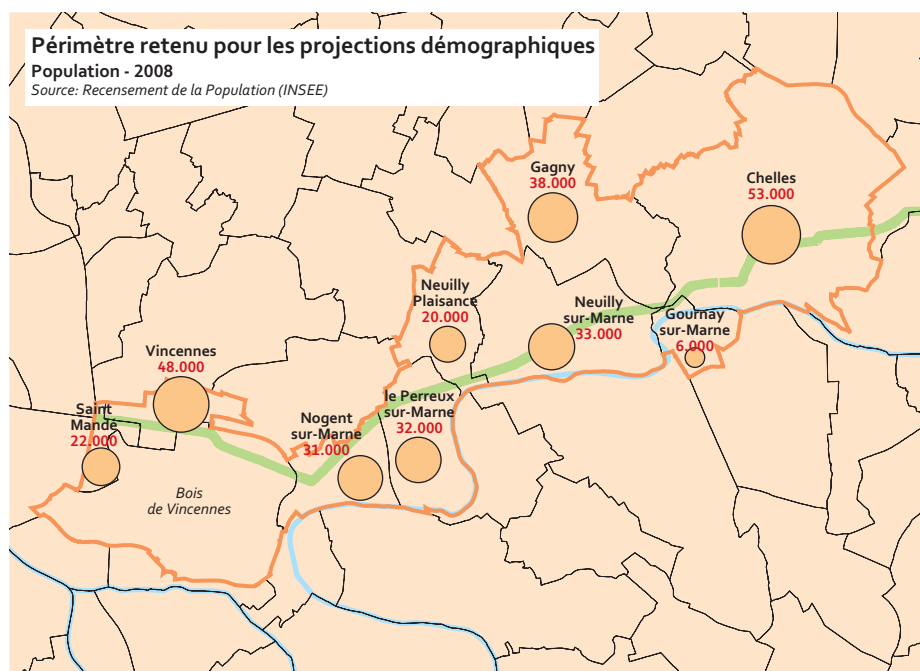 Périmètre retenu pour les projections démographiques
Population - 2008
Source: Recensement de la Population (INSEE)
Gagny
38.000
Chelles
53.000
Neuilly
Plaisance
20.000
Neuilly
sur-Marne
33.000
Gournay
sur-Marne
6.000
Vincennes
48.000
Saint
Mandé
22.000
Nogent
sur-Marne
31.000
le Perreux
sur-Marne
32.000
Bois
de Vincennes